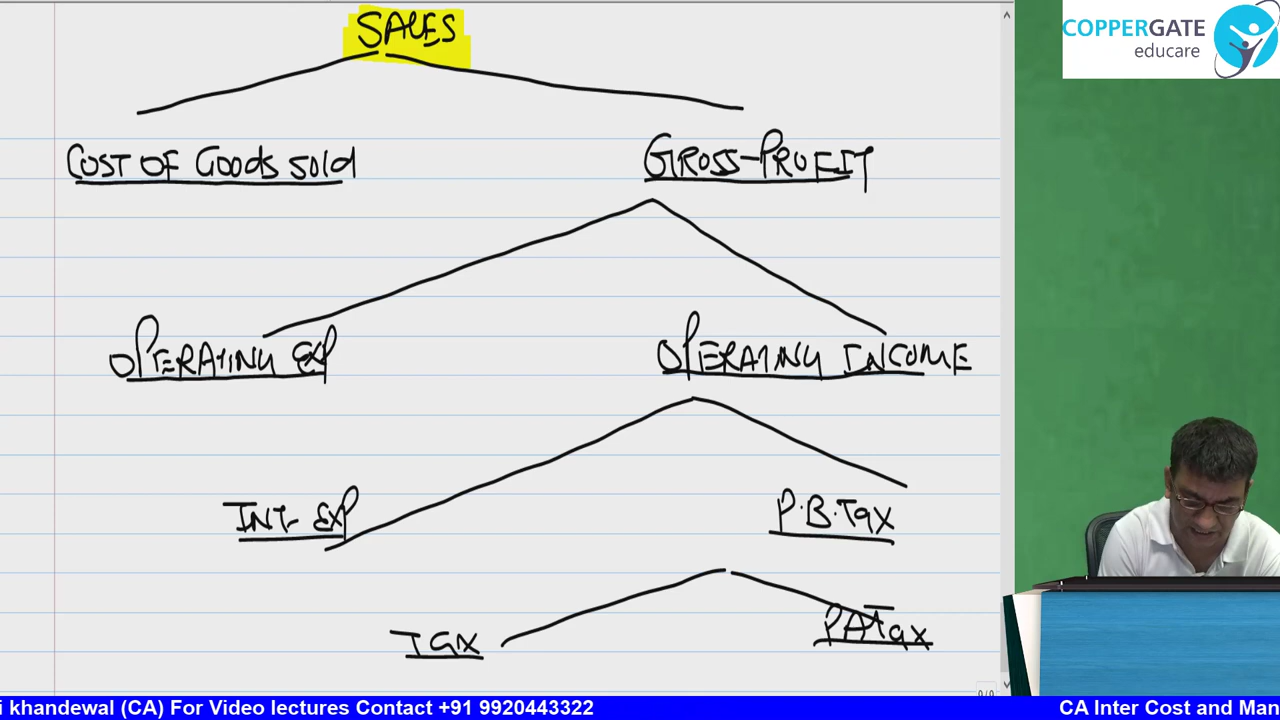 SALES
COPPERGATE
educare
COST OF GOODS SOLD
GROSS-PROFIT
OPERATING EXP
OPERATING INCOME
INT- EXP
P.B.Tax
Tax
PATax
i khandewal (CA) For Video lectures Contact +91 9920443322
CA Inter Cost and Man